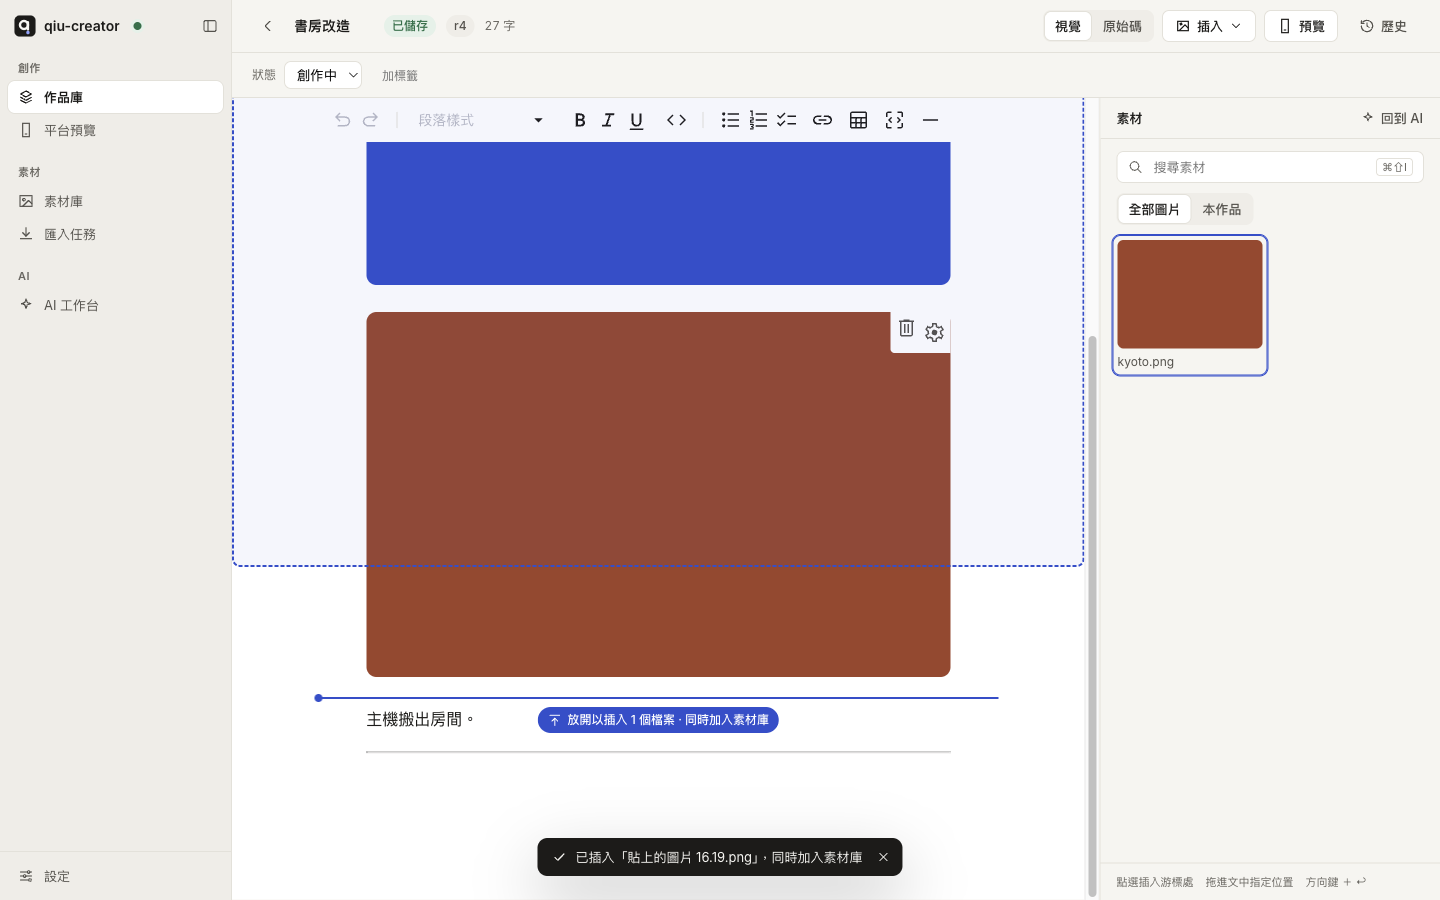 qiu-creator
書房改造
已儲存
r4
27 字
視覺
原始碼
插入
預覽
歷史
創作
狀態
創作中
加標籤
作品庫
平台預覽
素材
素材庫
匯入任務
AI
AI 工作台
設定
段落樣式
B I U
主機搬出房間。
放開以插入 1 個檔案 · 同時加入素材庫
已插入「貼上的圖片 16.19.png」，同時加入素材庫
素材
回到 AI
搜尋素材
⌘⇧I
全部圖片
本作品
kyoto.png
點選插入游標處 拖進文中指定位置 方向鍵 + ↩